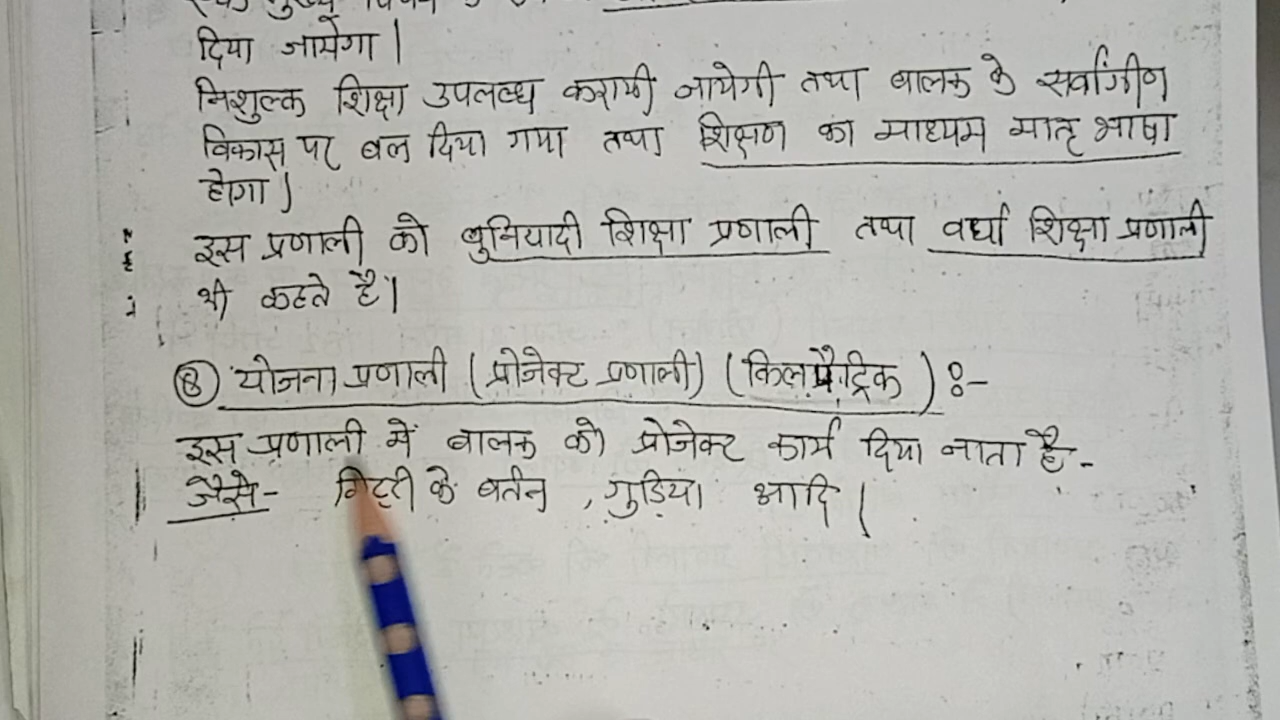 दिया जायेगा।
निशुल्क शिक्षा उपलब्ध करायी जायेगी तथा बालक के सर्वांगीण
विकास पर बल दिया गया तथा शिक्षण का माध्यम मातृ भाषा
होगा।
इस प्रणाली को बुनियादी शिक्षा प्रणाली तथा वर्धा शिक्षा प्रणाली
भी कहते है।
⑧ योजना प्रणाली (प्रोजेक्ट प्रणाली) (किलपैट्रिक) :-
इस प्रणाली में बालक को प्रोजेक्ट कार्य दिया जाता है -
जैसे - मिट्टी के बर्तन , गुड़िया आदि।